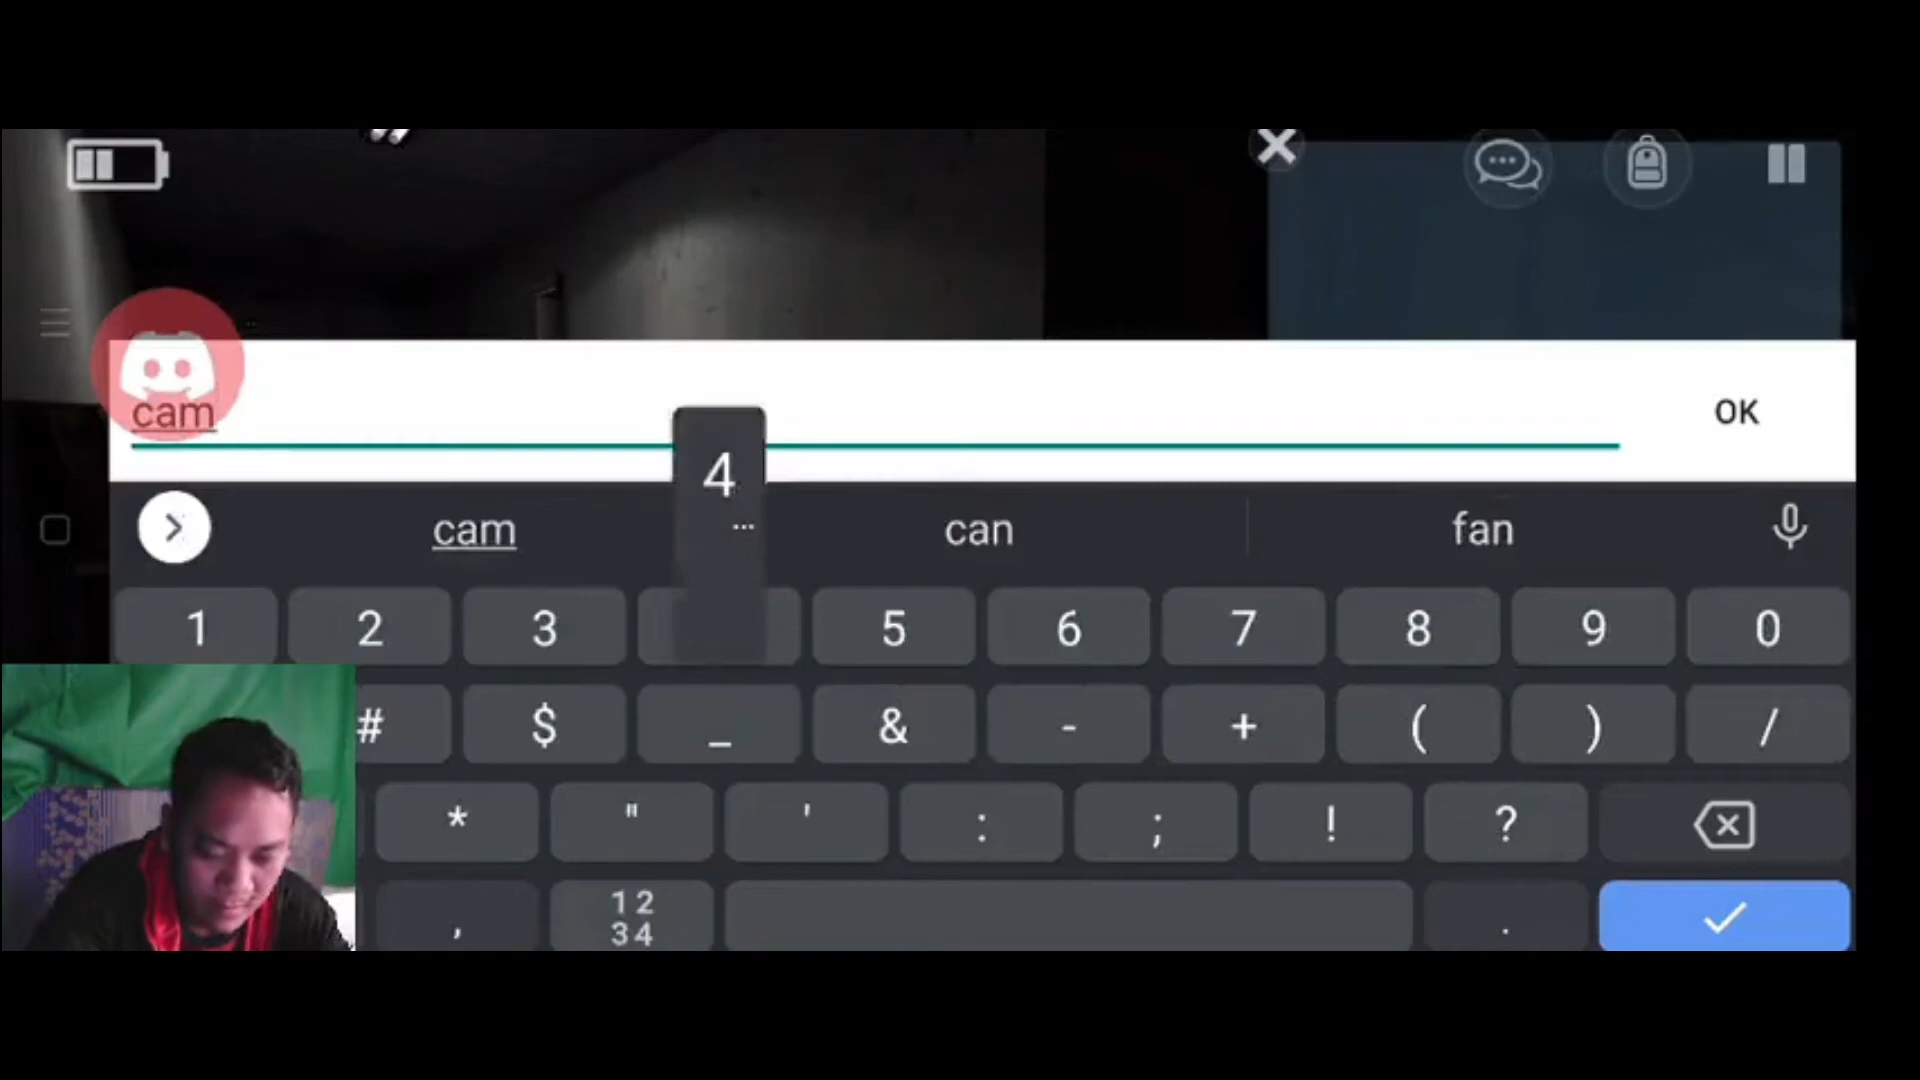 cam
OK
4
...
cam can fan
1 2 3 5 6 7 8 9 0
# $ _ & - + ( ) /
* " ' : ; ! ?
, 12 34 .